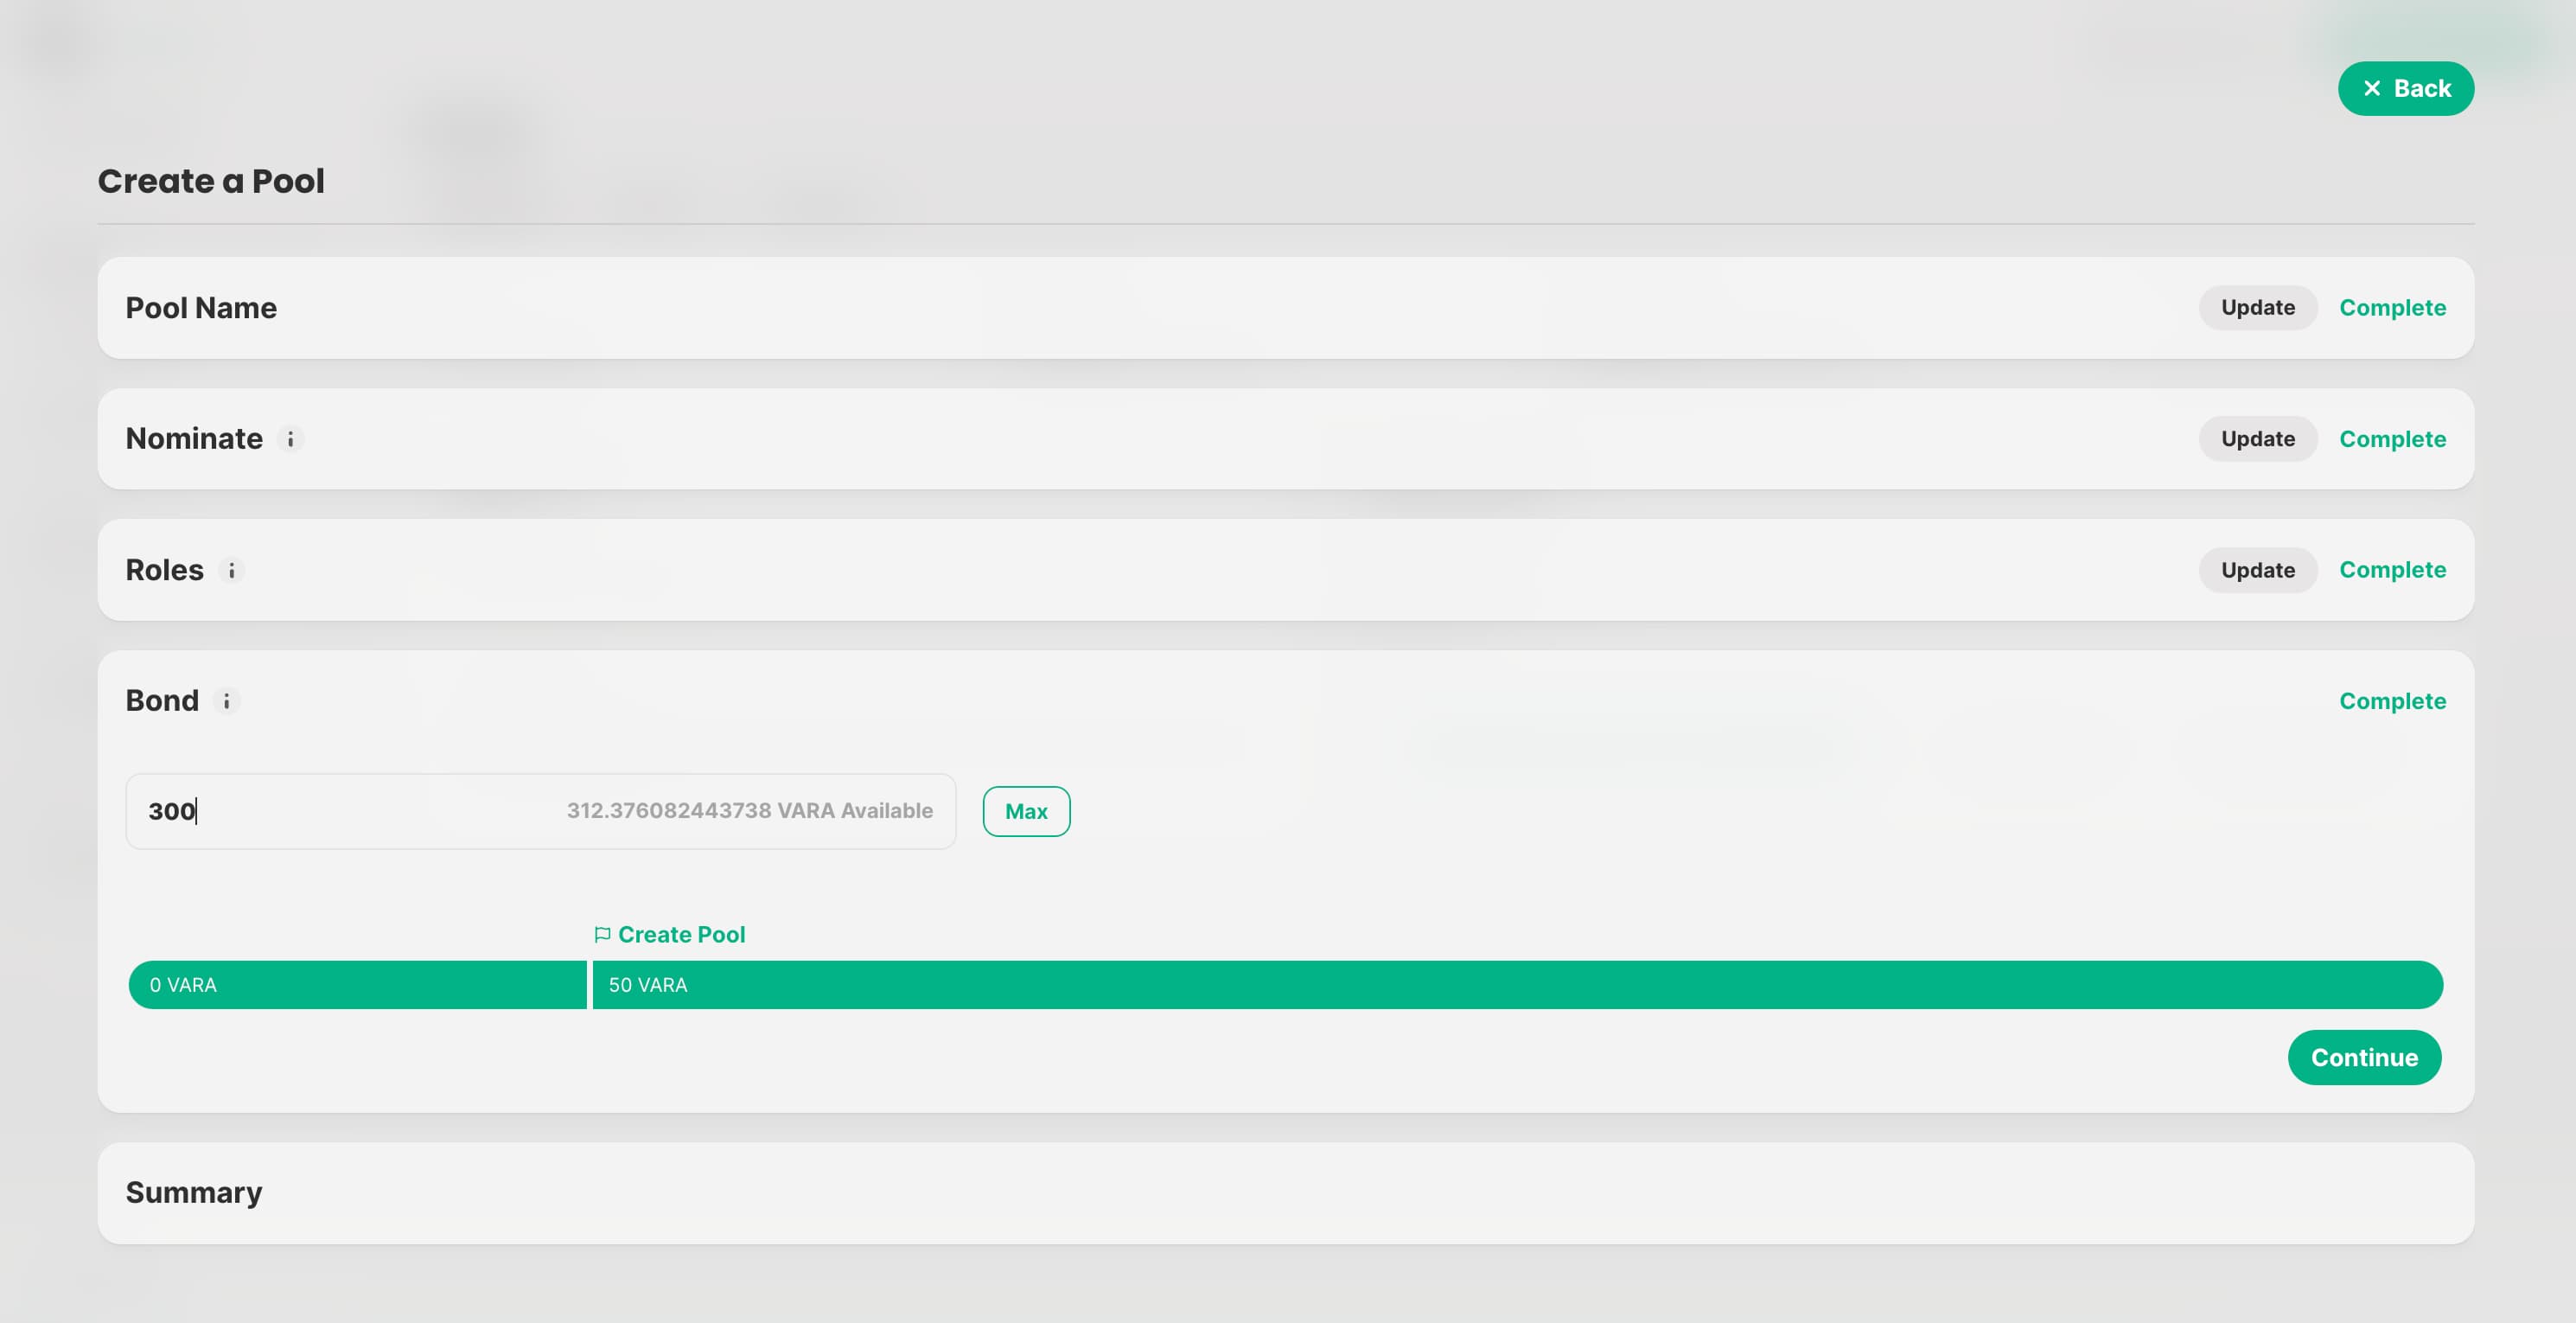 Back
Create a Pool
Pool Name
Update Complete
Nominate
Update Complete
Roles
Update Complete
Bond
Complete
300 312.376082443738 VARA Available Max
Create Pool
0 VARA 50 VARA
Continue
Summary